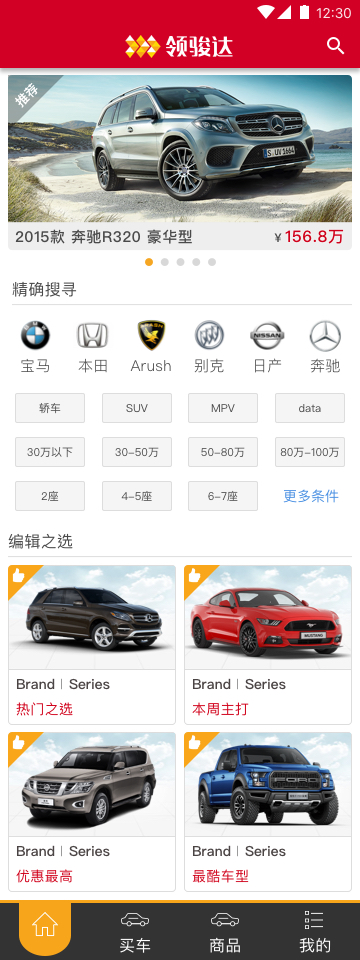 12:30
领骏达
推荐
S:UV 1664
2015款 奔驰R320 豪华型
¥156.8万
精确搜寻
NISSAN
宝马 本田 Arush 别克 日产 奔驰
轿车 SUV MPV data
30万以下 30-50万 50-80万 80万-100万
2座 4-5座 6-7座 更多条件
编辑之选
MUSTANG
Brand | Series Brand | Series
热门之选 本周主打
FORD
Brand | Series Brand | Series
优惠最高 最酷车型
买车 商品 我的